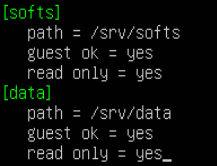 [softs]
path = /srv/softs
guest ok = yes
read only = yes
[data]
path = /srv/data
guest ok = yes
read only = yes_